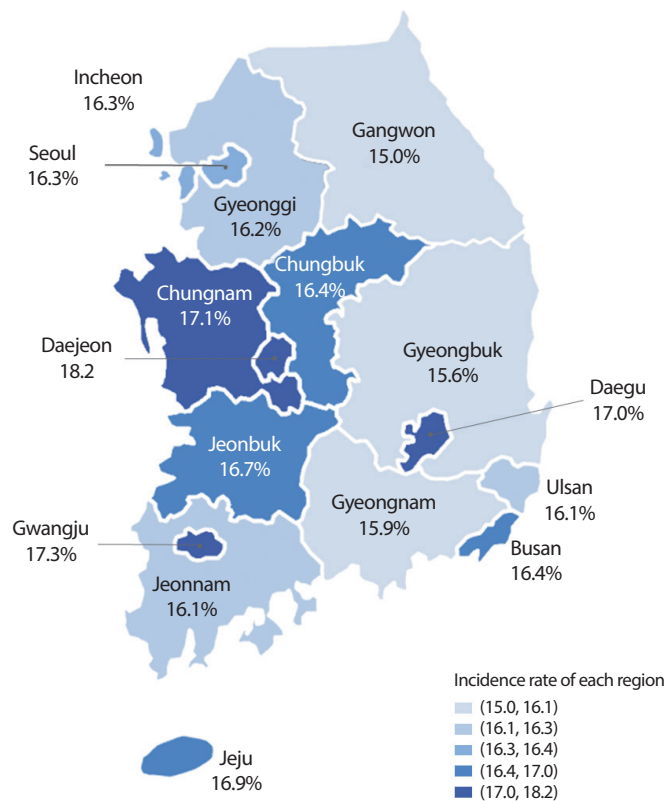 Incheon
16.3%
Seoul
16.3%
Gangwon
15.0%
Gyeonggi
16.2%
Chungbuk
16.4%
Chungnam
17.1%
Daejeon
18.2
Gyeongbuk
15.6%
Daegu
17.0%
Jeonbuk
16.7%
Gyeongnam
15.9%
Ulsan
16.1%
Gwangju
17.3%
Busan
16.4%
Jeonnam
16.1%
Jeju
16.9%
Incidence rate of each region
(15.0, 16.1)
(16.1, 16.3)
(16.3, 16.4)
(16.4, 17.0)
(17.0, 18.2)